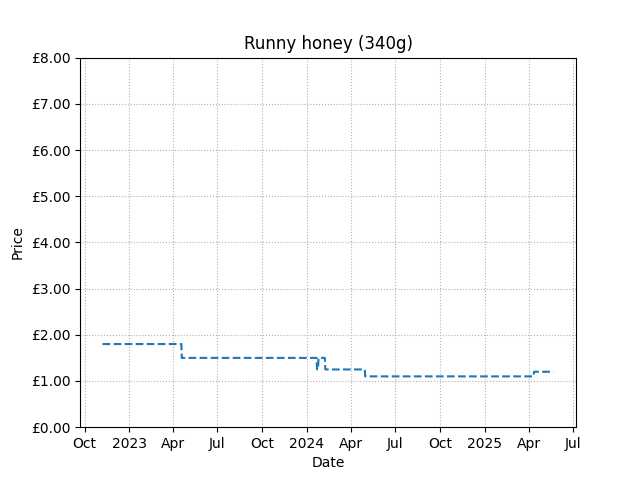 Runny honey (340g)
£8.00
£7.00
£6.00
£5.00
£4.00
£3.00
£2.00
£1.00
£0.00
Price
Oct 2023 Apr Jul Oct 2024 Apr Jul Oct 2025 Apr Jul
Date